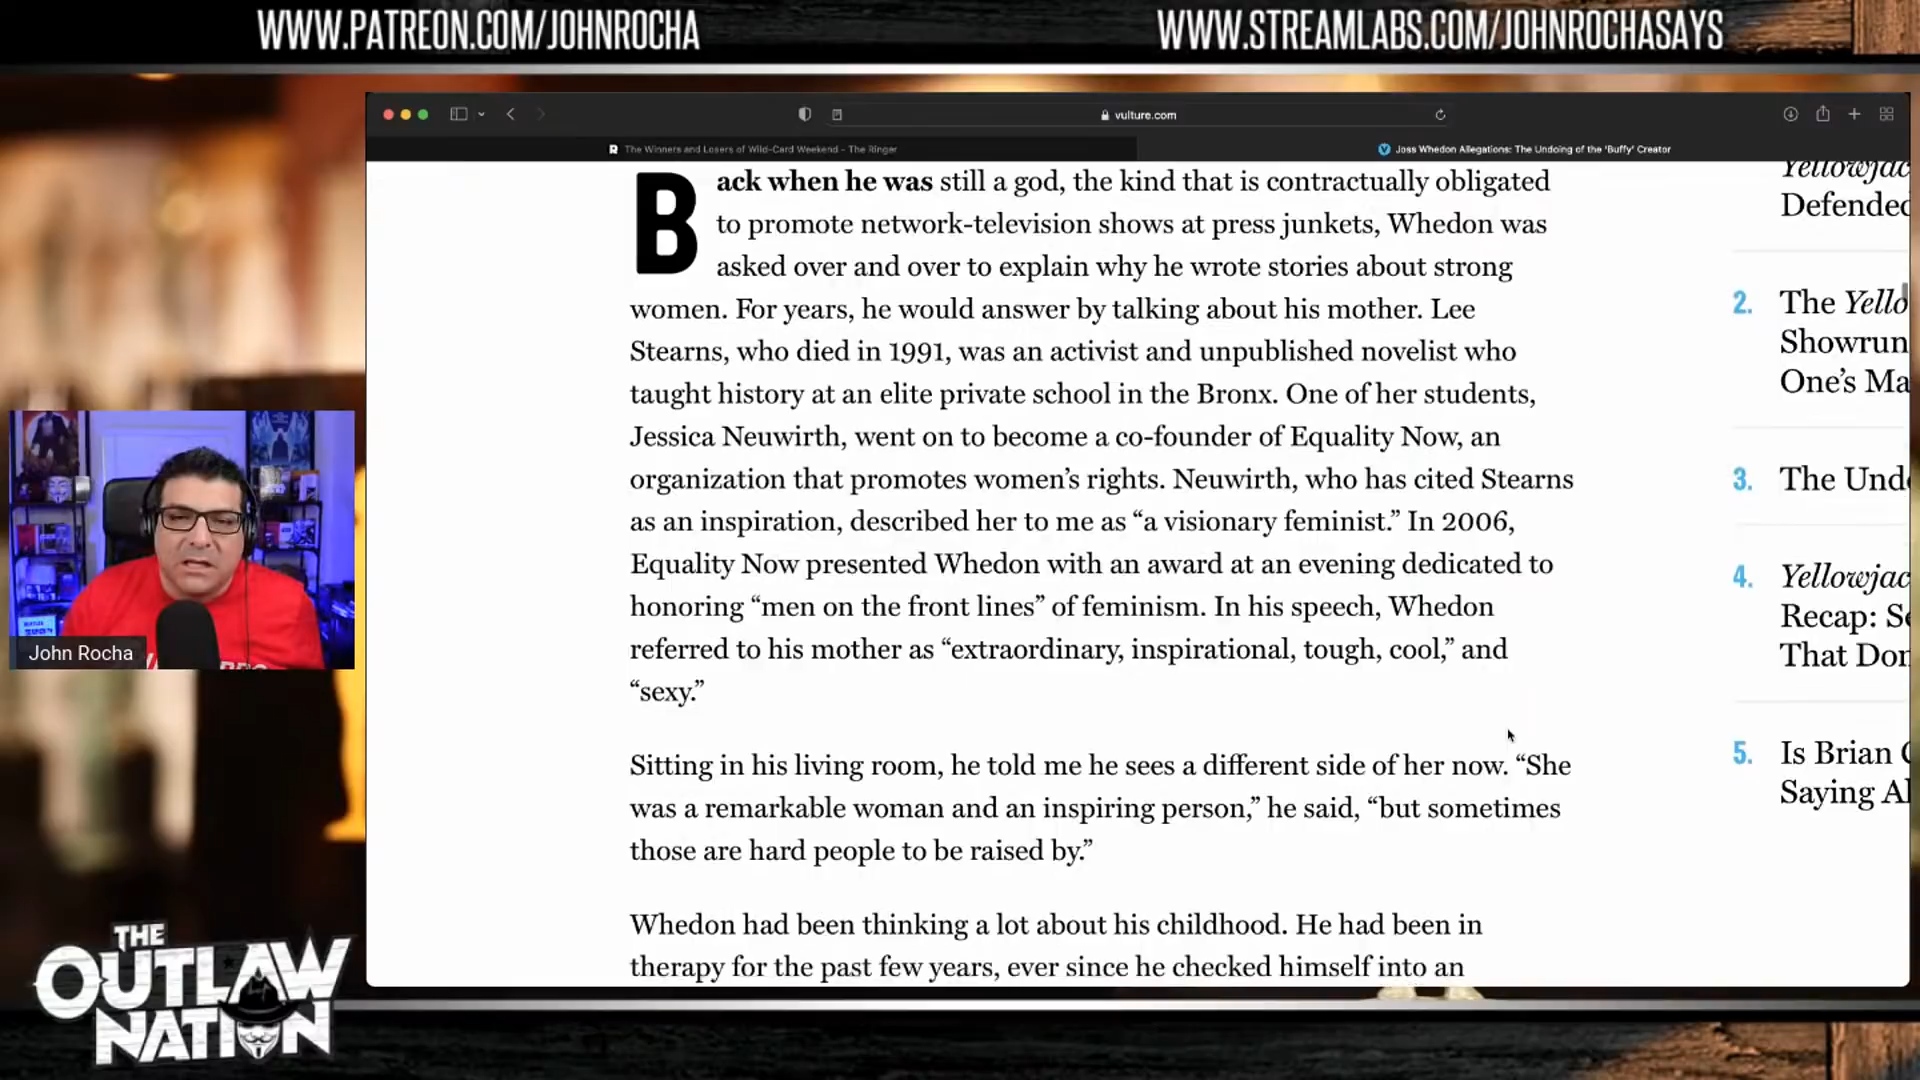 WWW.PATREON.COM/JOHNROCHA
WWW.STREAMLABS.COM/JOHNROCHASAYS
vulture.com
The Winners and Losers of Wild-Card Weekend - The Ringer
Joss Whedon Allegations: The Undoing of the 'Buffy' Creator
Back when he was still a god, the kind that is contractually obligated
to promote network-television shows at press junkets, Whedon was
asked over and over to explain why he wrote stories about strong
women. For years, he would answer by talking about his mother. Lee
Stearns, who died in 1991, was an activist and unpublished novelist who
taught history at an elite private school in the Bronx. One of her students,
Jessica Neuwirth, went on to become a co-founder of Equality Now, an
organization that promotes women’s rights. Neuwirth, who has cited Stearns
as an inspiration, described her to me as “a visionary feminist.” In 2006,
Equality Now presented Whedon with an award at an evening dedicated to
honoring “men on the front lines” of feminism. In his speech, Whedon
referred to his mother as “extraordinary, inspirational, tough, cool,” and
“sexy.”
Sitting in his living room, he told me he sees a different side of her now. “She
was a remarkable woman and an inspiring person,” he said, “but sometimes
those are hard people to be raised by.”
Whedon had been thinking a lot about his childhood. He had been in
therapy for the past few years, ever since he checked himself into an
Yellowjac
Defended
2. The Yello
Showrun
One’s Ma
3. The Und
4. Yellowjac
Recap: Se
That Don
5. Is Brian C
Saying Al
John Rocha
THE
OUTLAW
NATION